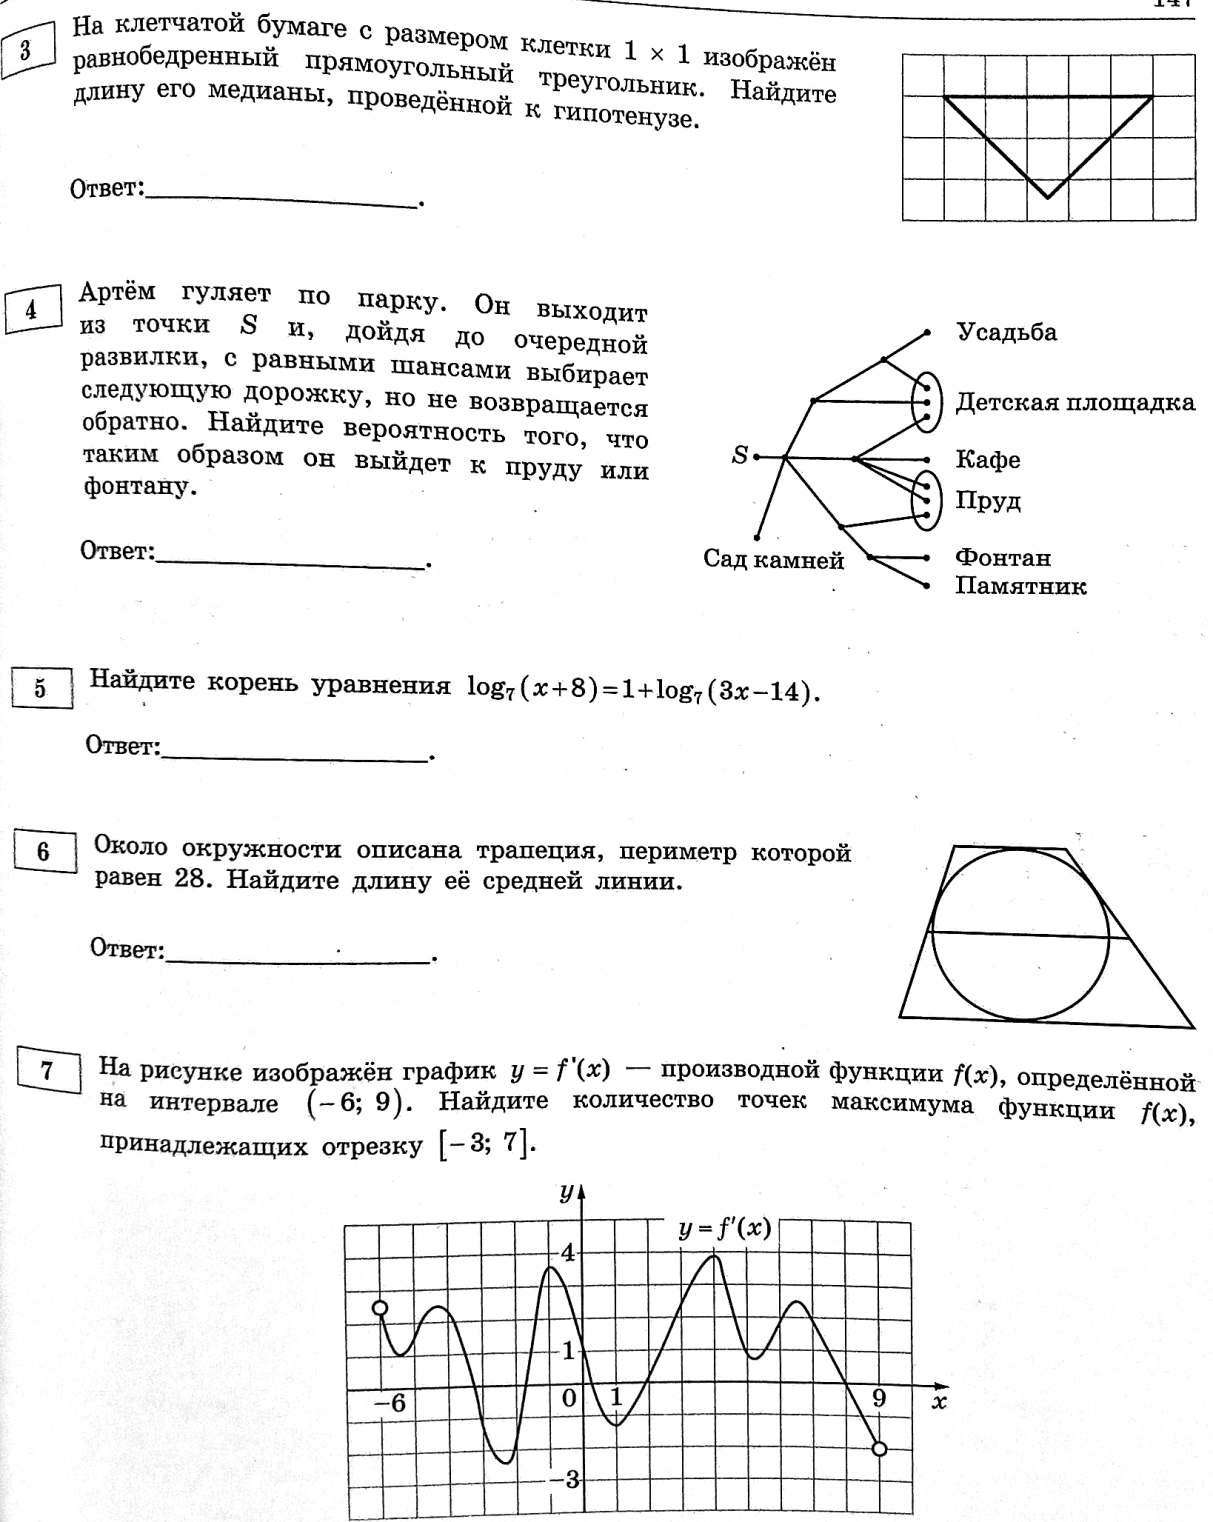 147
3
На клетчатой бумаге с размером клетки 1 × 1 изображён
равнобедренный прямоугольный треугольник. Найдите
длину его медианы, проведённой к гипотенузе.
Ответ:
.
4
Артём гуляет по парку. Он выходит
из точки S и, дойдя до очередной
развилки, с равными шансами выбирает
следующую дорожку, но не возвращается
обратно. Найдите вероятность того, что
таким образом он выйдет к пруду или
фонтану.
Ответ:
.
Усадьба
Детская площадка
S
Кафе
Пруд
Сад камней
Фонтан
Памятник
5
Найдите корень уравнения log₇(x+8)=1+log₇(3x−14).
Ответ:
.
6
Около окружности описана трапеция, периметр которой
равен 28. Найдите длину её средней линии.
Ответ:
.
7
На рисунке изображён график y = f'(x) — производной функции f(x), определённой
на интервале (−6; 9). Найдите количество точек максимума функции f(x),
принадлежащих отрезку [−3; 7].
y
y=f'(x)
4
1
−6
0
1
9
x
−3